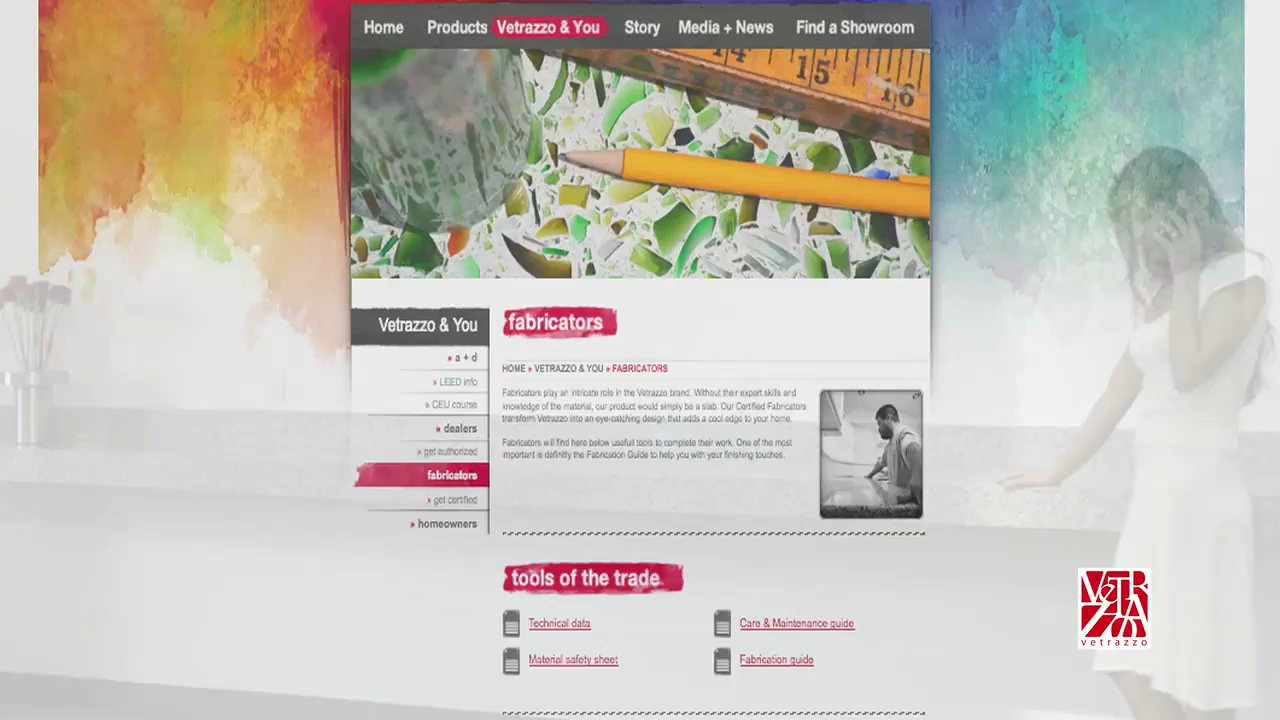 Home Products Vetrazzo & You Story Media + News Find a Showroom
14 15 16
Vetrazzo & You
» a + d
» LEED info
» CEU course
» dealers
» get authorized
fabricators
» get certified
» homeowners
fabricators
HOME » VETRAZZO & YOU » FABRICATORS
Fabricators play an intricate role in the Vetrazzo brand. Without their expert skills and
knowledge of the material, our product would simply be a slab. Our Certified Fabricators
transform Vetrazzo into an eye-catching design that adds a cool edge to your home.
Fabricators will find here below usefull tools to complete their work. One of the most
important is definitly the Fabrication Guide to help you with your finishing touches.
tools of the trade
Technical data
Care & Maintenance guide
Material safety sheet
Fabrication guide
VETRAZZO
vetrazzo